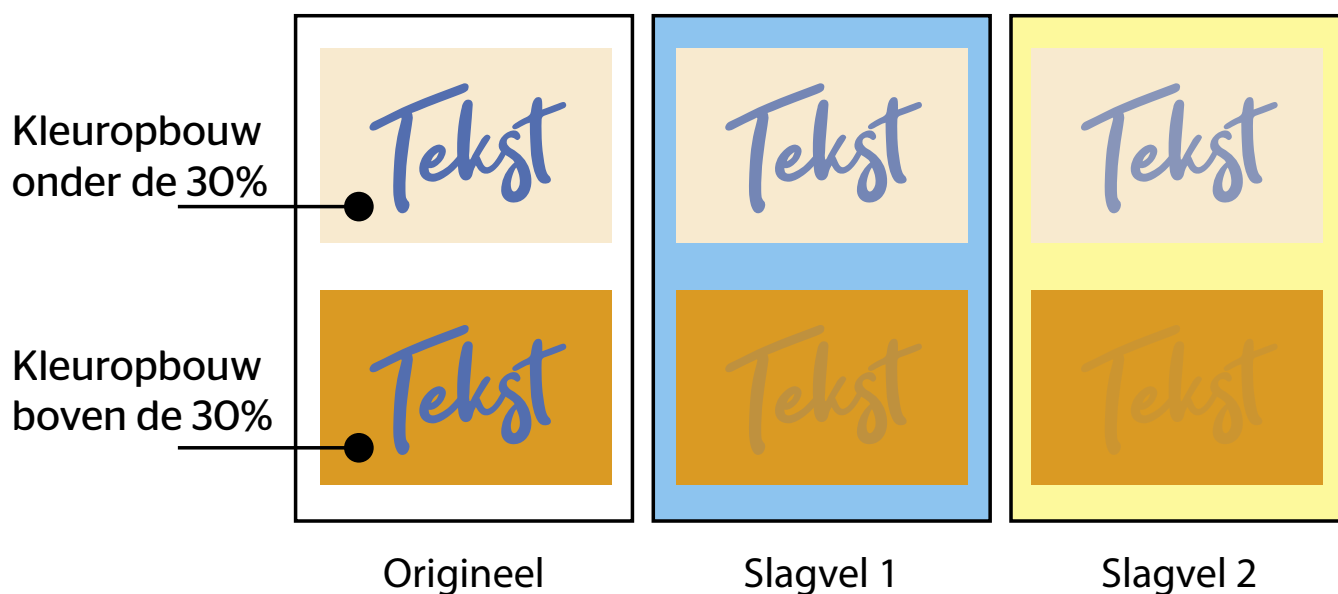 Kleuropbouw
onder de 30%
Tekst
Tekst
Tekst
Kleuropbouw
boven de 30%
Tekst
Tekst
Tekst
Origineel
Slagvel 1
Slagvel 2